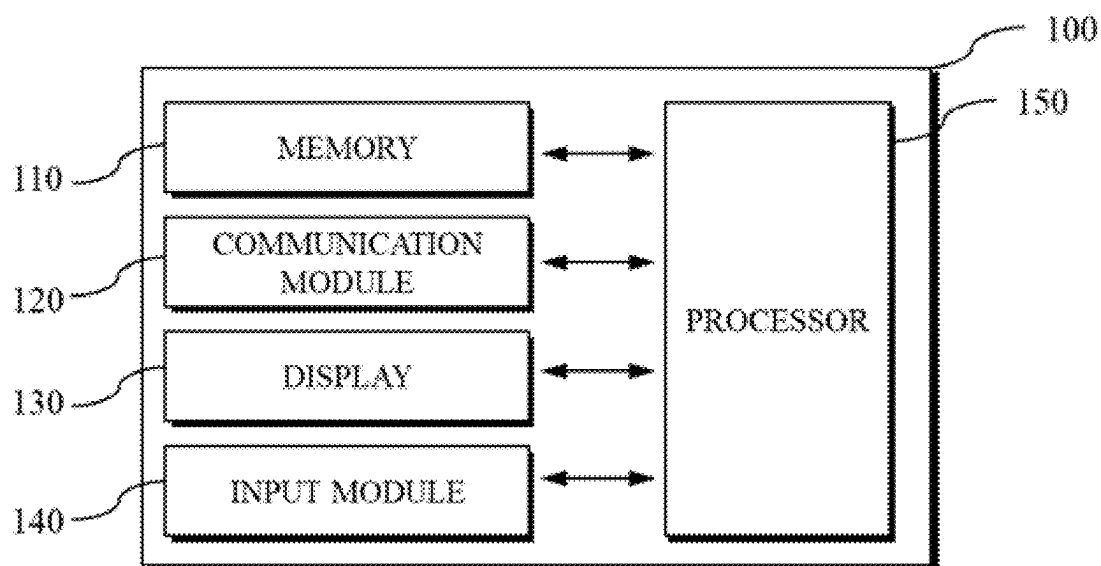 100
150
MEMORY
110
COMMUNICATION
MODULE
120
PROCESSOR
DISPLAY
130
INPUT MODULE
140